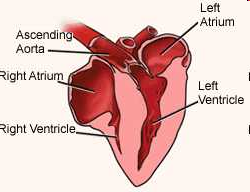 Left
Atrium
Ascending
Aorta
Right Atrium
Left
Ventricle
Right Ventricle